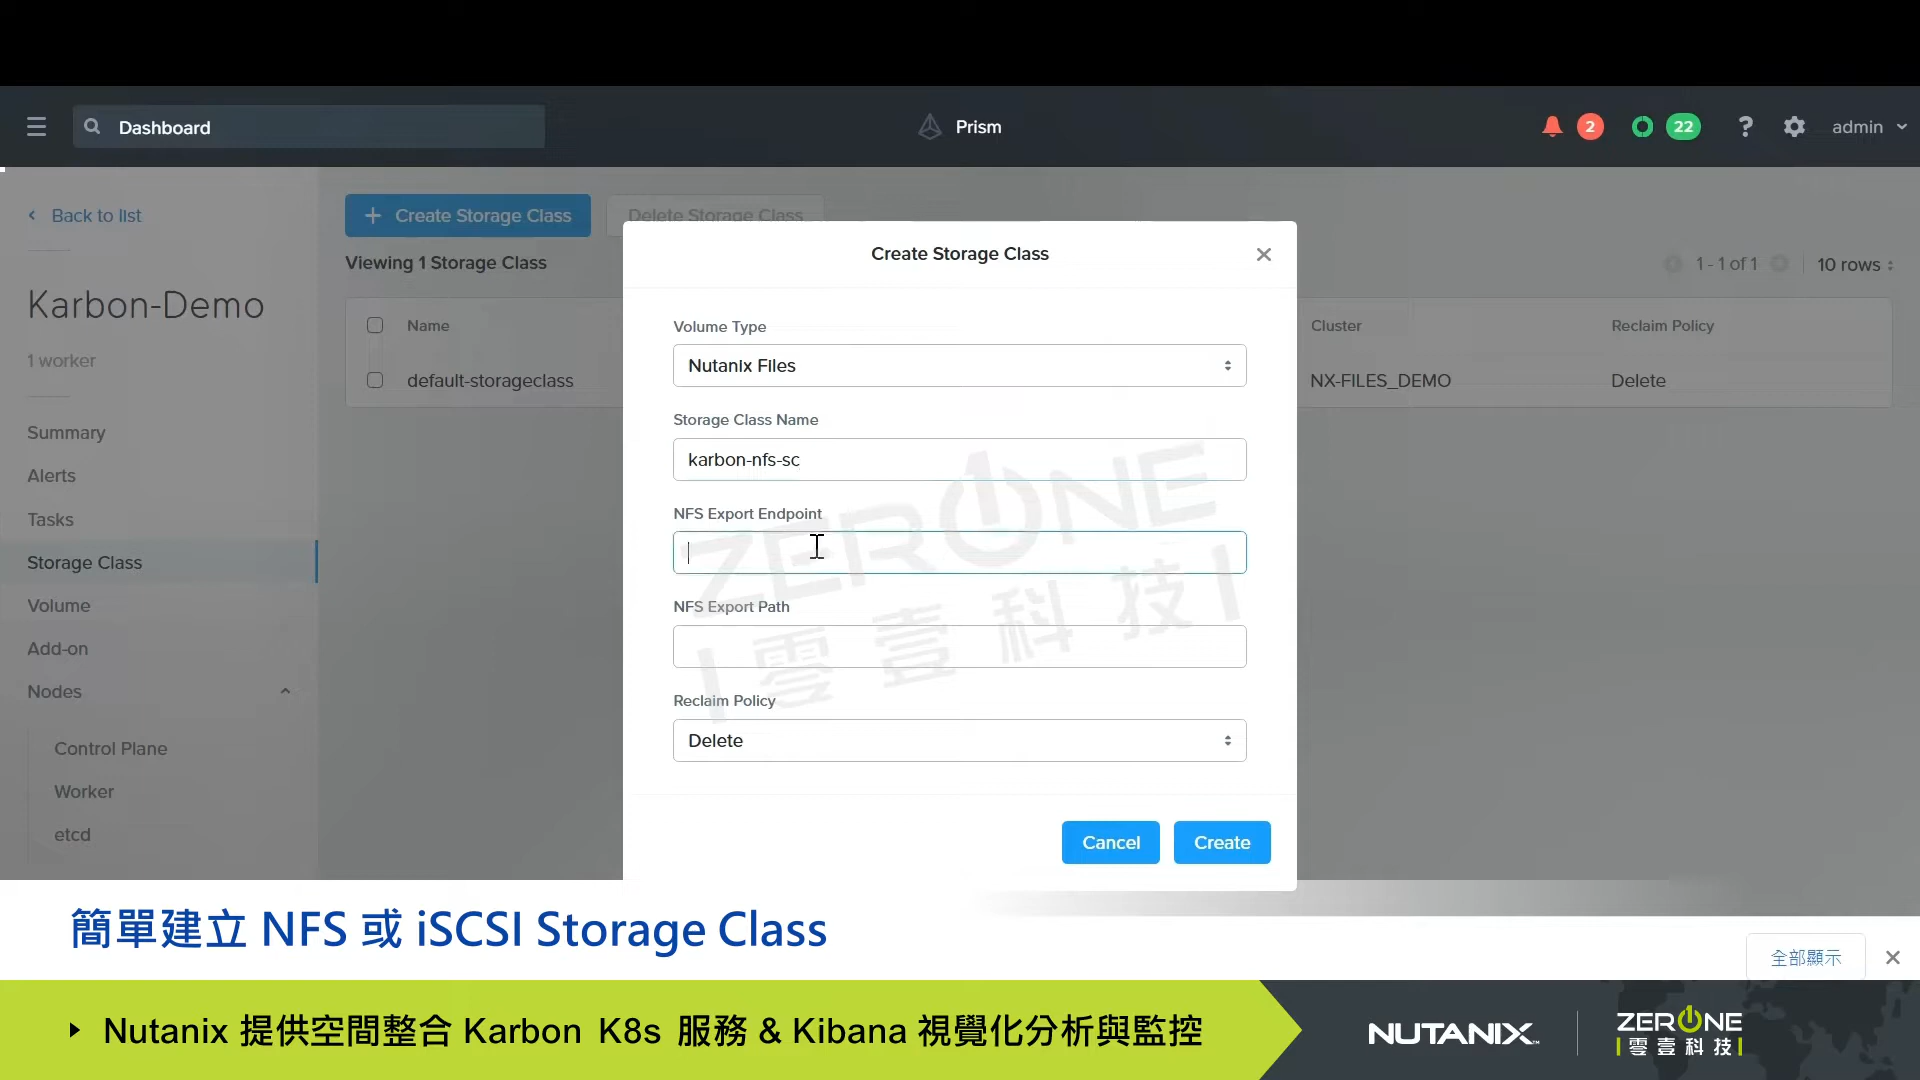 Dashboard
Prism
2
22
?
admin
Back to list
Karbon-Demo
1 worker
Summary
Alerts
Tasks
Storage Class
Volume
Add-on
Nodes
Control Plane
Worker
etcd
+ Create Storage Class
Delete Storage Class
Viewing 1 Storage Class
1 - 1 of 1
10 rows
Name
Cluster
Reclaim Policy
default-storageclass
NX-FILES_DEMO
Delete
Create Storage Class
Volume Type
Nutanix Files
Storage Class Name
karbon-nfs-sc
NFS Export Endpoint
NFS Export Path
Reclaim Policy
Delete
Cancel
Create
ZERONE
零壹科技
簡單建立 NFS 或 iSCSI Storage Class
全部顯示
Nutanix 提供空間整合 Karbon K8s 服務 & Kibana 視覺化分析與監控
NUTANIX™
ZERONE
零壹科技